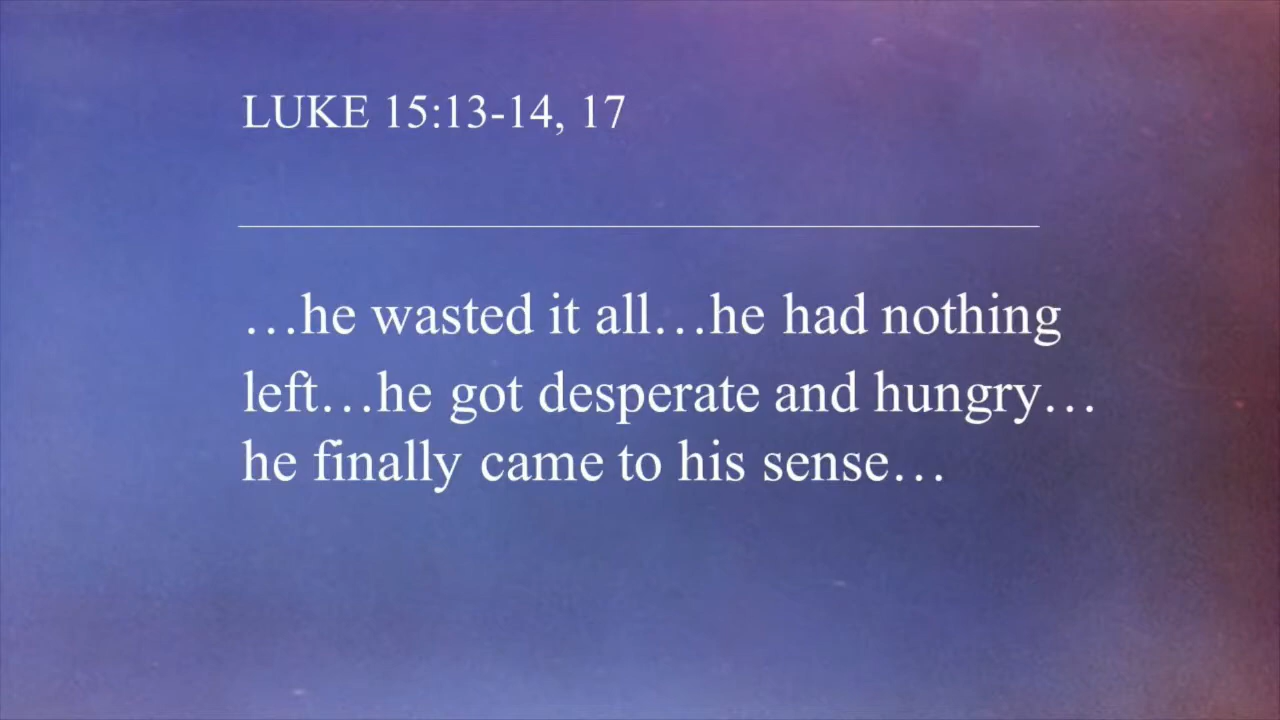 LUKE 15:13-14, 17
…he wasted it all…he had nothing
left…he got desperate and hungry…
he finally came to his sense…